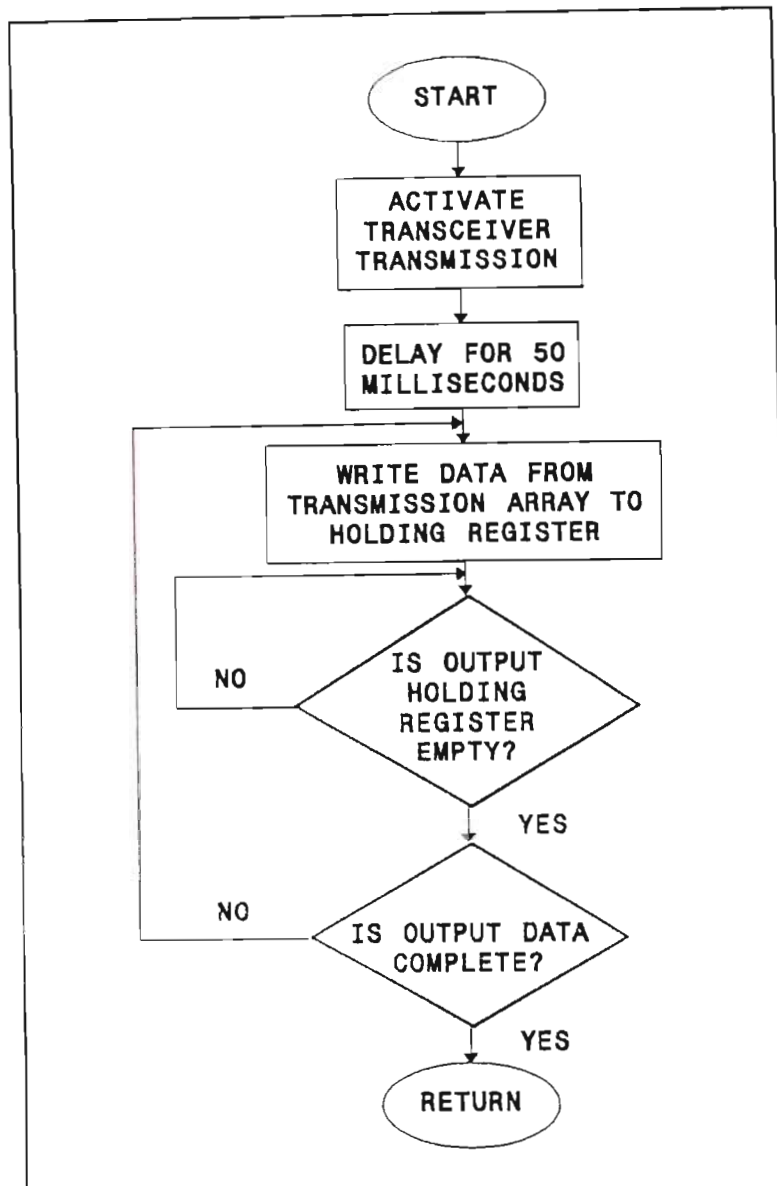 START
ACTIVATE
TRANSCEIVER
TRANSMISSION
DELAY FOR 50
MILLISECONDS
WRITE DATA FROM
TRANSMISSION ARRAY TO
HOLDING REGISTER
IS OUTPUT
HOLDING
REGISTER
EMPTY?
NO
YES
IS OUTPUT DATA
COMPLETE?
NO
YES
RETURN